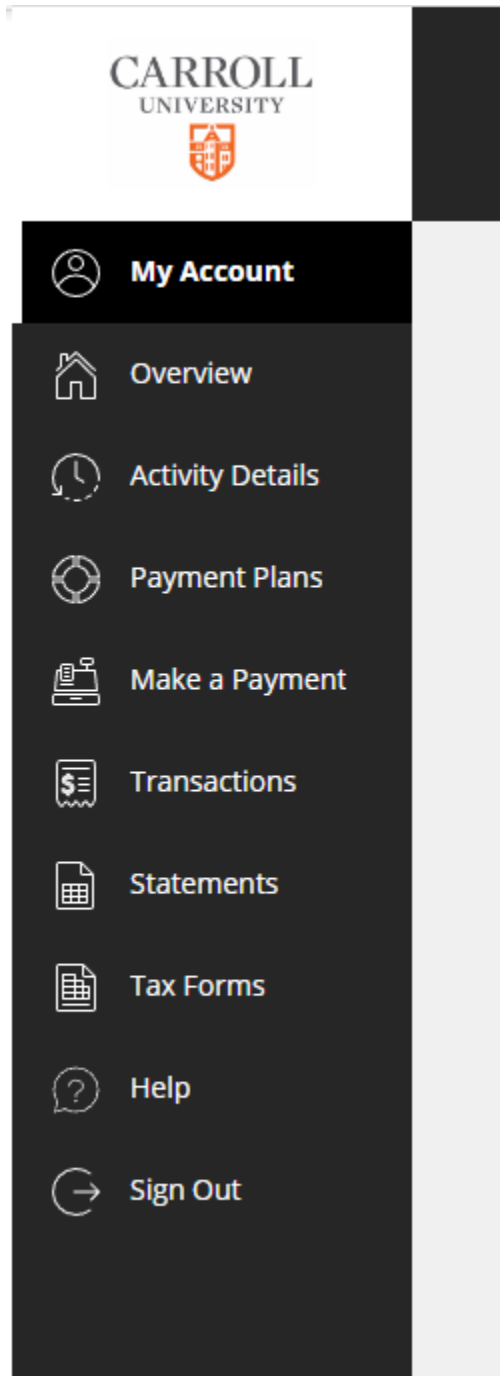 CARROLL
UNIVERSITY
My Account
Overview
Activity Details
Payment Plans
Make a Payment
$
Transactions
Statements
Tax Forms
?
Help
Sign Out